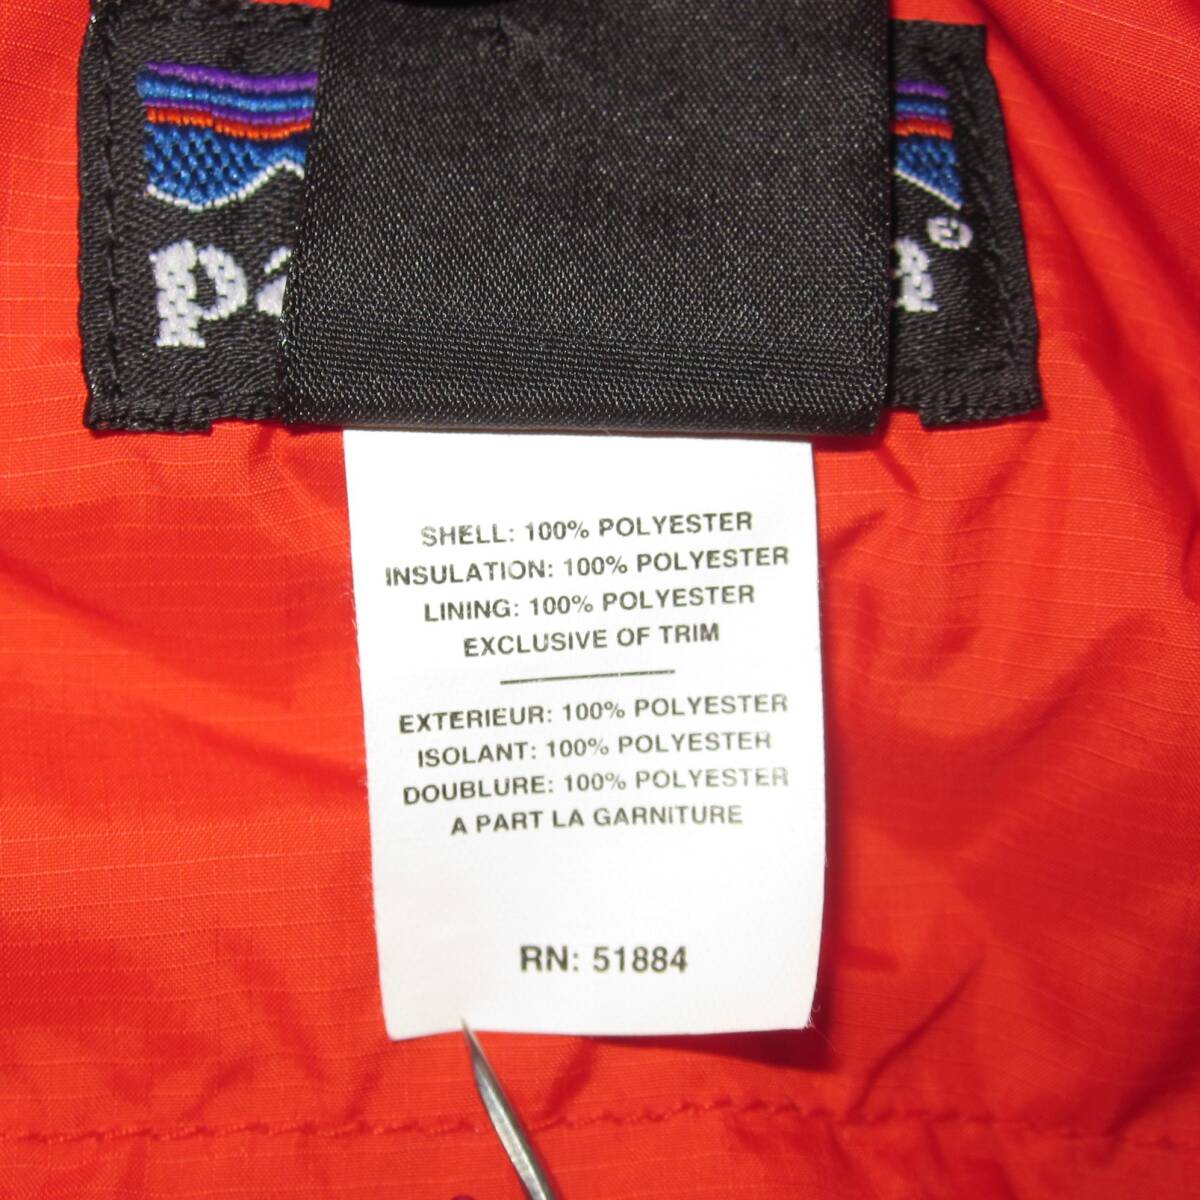 SHELL: 100% POLYESTER
INSULATION: 100% POLYESTER
LINING: 100% POLYESTER
EXCLUSIVE OF TRIM
EXTERIEUR: 100% POLYESTER
ISOLANT: 100% POLYESTER
DOUBLURE: 100% POLYESTER
A PART LA GARNITURE
RN: 51884